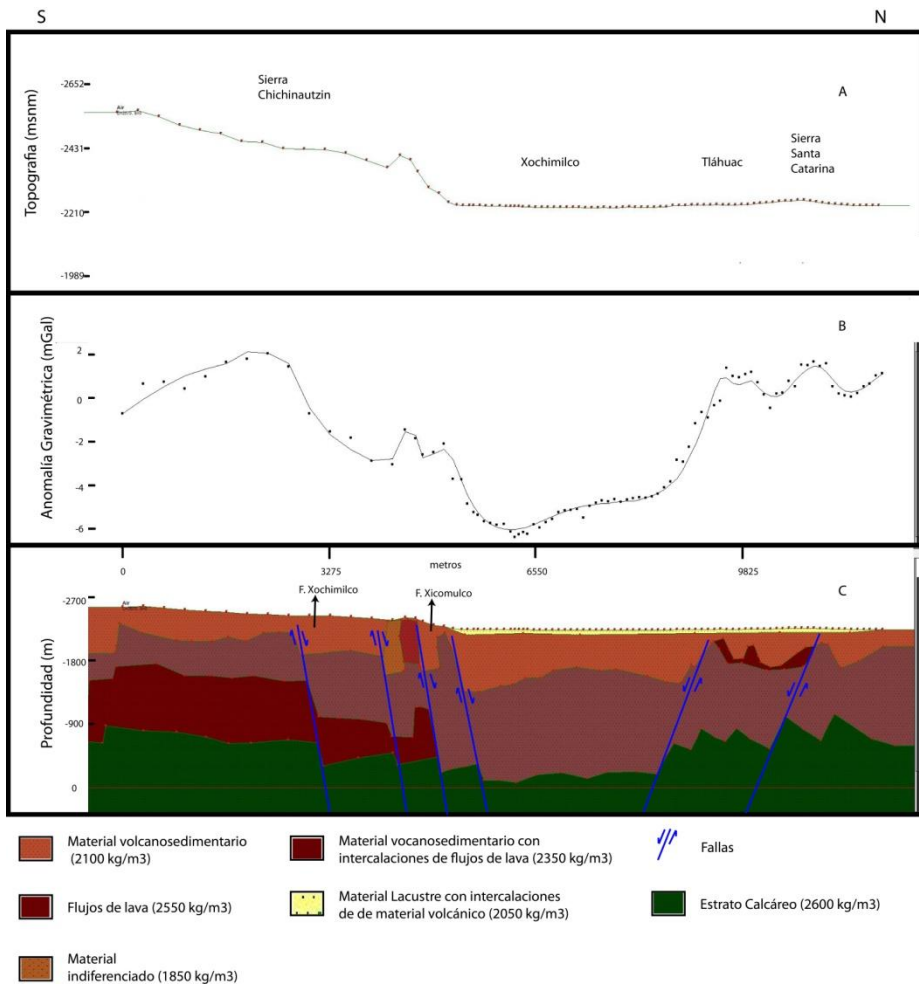 S
N
Topografía (msnm)
-2652
-2431
-2210
-1989
Air
Sierra
Chichinautzin
Xochimilco
Tláhuac
Sierra
Santa
Catarina
A
Anomalía Gravimétrica (mGal)
2
0
-2
-4
-6
B
0
3275
metros
6550
9825
C
Profundidad (m)
-2700
-1800
-900
0
Air
F. Xochimilco
F. Xicomulco
Material volcanosedimentario
(2100 kg/m3)
Material vocanosedimentario con
intercalaciones de flujos de lava (2350 kg/m3)
Fallas
Flujos de lava (2550 kg/m3)
Material Lacustre con intercalaciones
de de material volcánico (2050 kg/m3)
Estrato Calcáreo (2600 kg/m3)
Material
indiferenciado (1850 kg/m3)